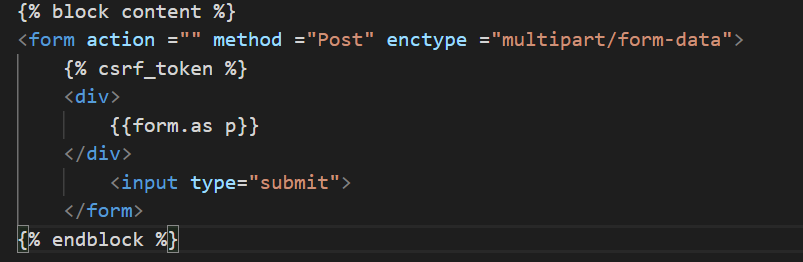 {% block content %}
<form action ="" method ="Post" enctype ="multipart/form-data">
{% csrf_token %}
<div>
{{form.as p}}
</div>
<input type="submit">
</form>
{% endblock %}